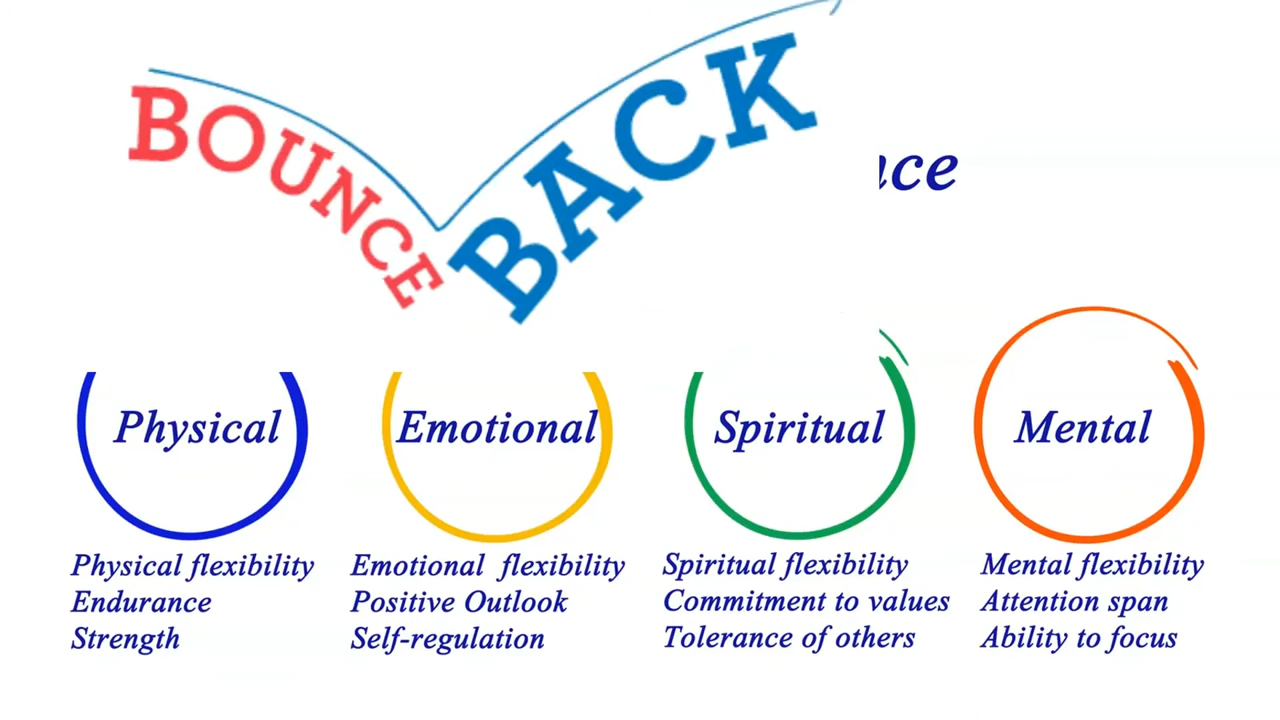 BOUNCE BACK
Physical
Emotional
Spiritual
Mental
Physical flexibility
Endurance
Strength
Emotional flexibility
Positive Outlook
Self-regulation
Spiritual flexibility
Commitment to values
Tolerance of others
Mental flexibility
Attention span
Ability to focus